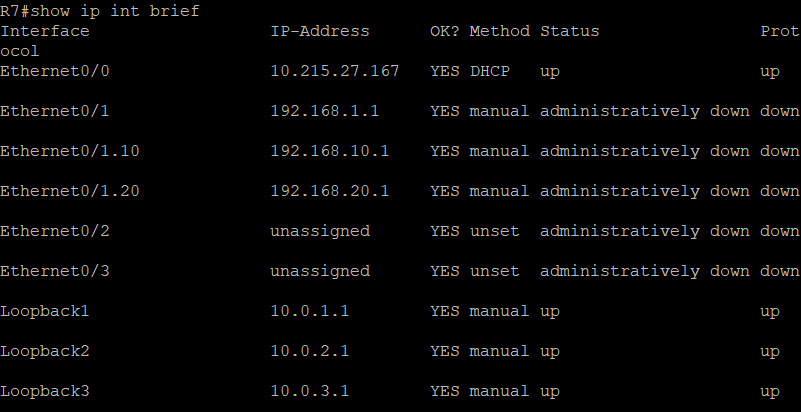 R7#show ip int brief
Interface                  IP-Address      OK? Method Status                Prot
ocol
Ethernet0/0                10.215.27.167   YES DHCP   up                    up
Ethernet0/1                192.168.1.1     YES manual administratively down down
Ethernet0/1.10             192.168.10.1    YES manual administratively down down
Ethernet0/1.20             192.168.20.1    YES manual administratively down down
Ethernet0/2                unassigned      YES unset  administratively down down
Ethernet0/3                unassigned      YES unset  administratively down down
Loopback1                  10.0.1.1        YES manual up                    up
Loopback2                  10.0.2.1        YES manual up                    up
Loopback3                  10.0.3.1        YES manual up                    up